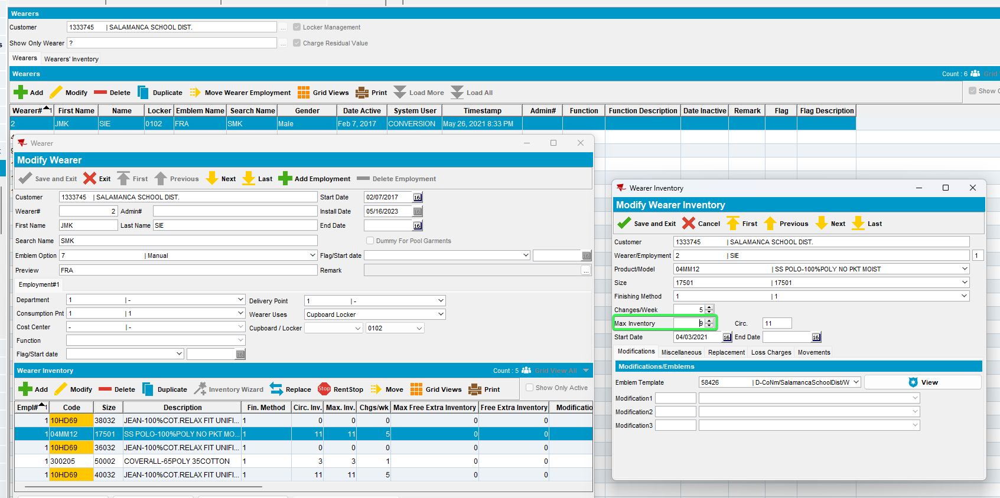 Wearers
Customer 1333745 | SALAMANCA SCHOOL DIST. ... Locker Management
Show Only Wearer ? ... Charge Residual Value
Wearers Wearers' Inventory
Wearers Count : 6 Grid
Add Modify Delete Duplicate Move Wearer Employment Grid Views Print Load More Load All Show
Wearer# 1 First Name Name Locker Emblem Name Search Name Gender Date Active System User Timestamp Admin# Function Function Description Date Inactive Remark Flag Flag Description
2 JMK SIE 0102 FRA SMK Male Feb 7, 2017 CONVERSION May 26, 2021 8:33 PM
Wearer
Modify Wearer
Save and Exit Exit First Previous Next Last Add Employment Delete Employment
Customer 1333745 | SALAMANCA SCHOOL DIST. Start Date 02/07/2017 16
Wearer# 2 Admin# Install Date 05/16/2023 16
First Name JMK Last Name SIE End Date 16
Search Name SMK Dummy For Pool Garments
Emblem Option 7 | Manual Flag/Start date 16
Preview FRA Remark ...
Employment#1
Department 1 | - Delivery Point 1 | -
Consumption Pnt 1 | 1 Wearer Uses Cupboard Locker
Cost Center - | - Cupboard / Locker 0102
Function
Flag/Start date 16
Wearer Inventory Count : 5 Grid View All
Add Modify Delete Duplicate Inventory Wizard Replace Stop RentStop Move Grid Views Print Show Only Active
Empl# 1 Code Size Description Fin. Method Circ. Inv. Max. Inv. Chgs/wk Max Free Extra Inventory Free Extra Inventory Modificatio
1 10HD69 38032 JEAN-100%COT.RELAX FIT UNIFI... 1 0 0 0 0 0
1 04MM12 17501 SS POLO-100%POLY NO PKT MO... 1 11 11 5 0 0
1 10HD69 36032 JEAN-100%COT.RELAX FIT UNIFI... 1 0 0 0 0 0
1 300205 50002 COVERALL-65POLY 35COTTON 1 3 3 1 0 0
1 10HD69 40032 JEAN-100%COT.RELAX FIT UNIFI... 1 11 11 5 0 0
Wearer Inventory
Modify Wearer Inventory
Save and Exit Cancel First Previous Next Last
Customer 1333745 | SALAMANCA SCHOOL DIST.
Wearer/Employment 2 | SIE 1
Product/Model 04MM12 | SS POLO-100%POLY NO PKT MOIST
Size 17501 | 17501
Finishing Method 1 | 1
Changes/Week 5
Max Inventory 9 Circ. 11
Start Date 04/03/2021 16 End Date 16
Modifications Miscellaneous Replacement Loss Charges Movements
Modifications/Emblems
Emblem Template 58426 | D-CoNm/SalamancaSchoolDist/W View
Modification1
Modification2
Modification3